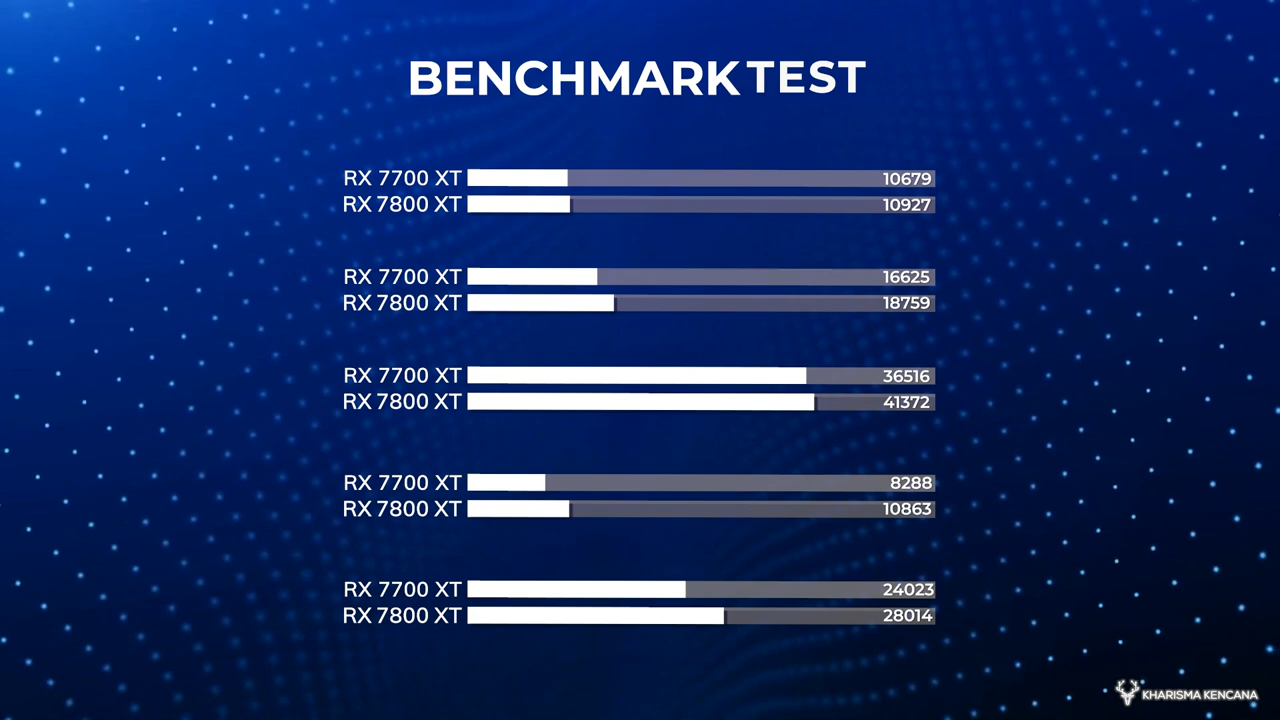 BENCHMARK TEST
RX 7700 XT 10679
RX 7800 XT 10927
RX 7700 XT 16625
RX 7800 XT 18759
RX 7700 XT 36516
RX 7800 XT 41372
RX 7700 XT 8288
RX 7800 XT 10863
RX 7700 XT 24023
RX 7800 XT 28014
KHARISMA KENCANA